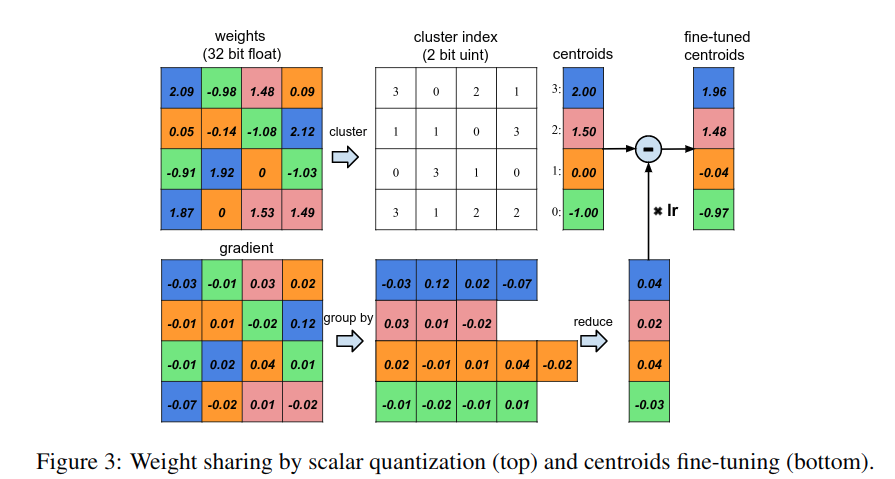 weights
(32 bit float)
cluster index
(2 bit uint)
centroids
fine-tuned
centroids
2.09 -0.98 1.48 0.09
0.05 -0.14 -1.08 2.12
-0.91 1.92 0 -1.03
1.87 0 1.53 1.49
cluster
3 0 2 1
1 1 0 3
0 3 1 0
3 1 2 2
3: 2.00
2: 1.50
1: 0.00
0: -1.00
-
× lr
1.96
1.48
-0.04
-0.97
gradient
-0.03 -0.01 0.03 0.02
-0.01 0.01 -0.02 0.12
-0.01 0.02 0.04 0.01
-0.07 -0.02 0.01 -0.02
group by
-0.03 0.12 0.02 -0.07
0.03 0.01 -0.02
0.02 -0.01 0.01 0.04 -0.02
-0.01 -0.02 -0.01 0.01
reduce
0.04
0.02
0.04
-0.03
Figure 3: Weight sharing by scalar quantization (top) and centroids fine-tuning (bottom).